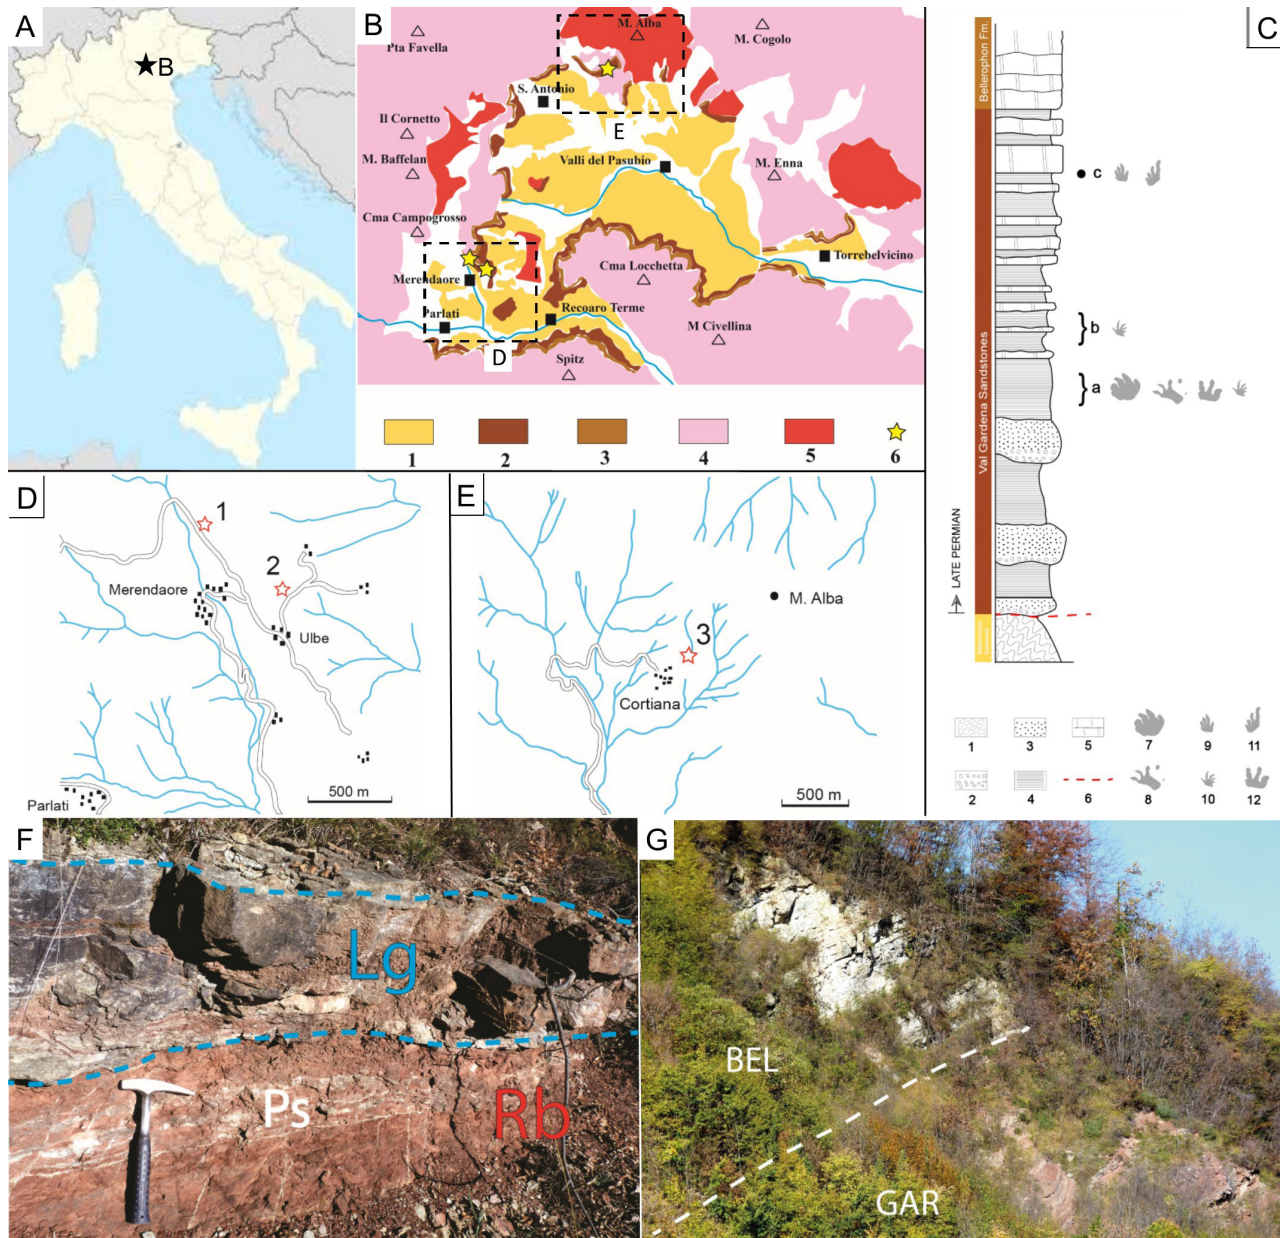 A
B
B
Pta Favella
M. Alba
M. Cogolo
S. Antonio
E
Il Cornetto
M. Baffelan
Valli del Pasubio
M. Enna
Cma Campogrosso
Torrebelvicino
Cma Locchetta
Merendaore
Parlati
Recoaro Terme
M Civellina
D
Spitz
1 2 3 4 5 6
C
Bellerophon Fm.
Val Gardena Sandstones
LATE PERMIAN
c
b
a
1 3 5 7 9 11
2 4 6 8 10 12
D
1
2
Merendaore
Ulbe
Parlati
500 m
E
M. Alba
3
Cortiana
500 m
F
Lg
Ps
Rb
G
BEL
GAR